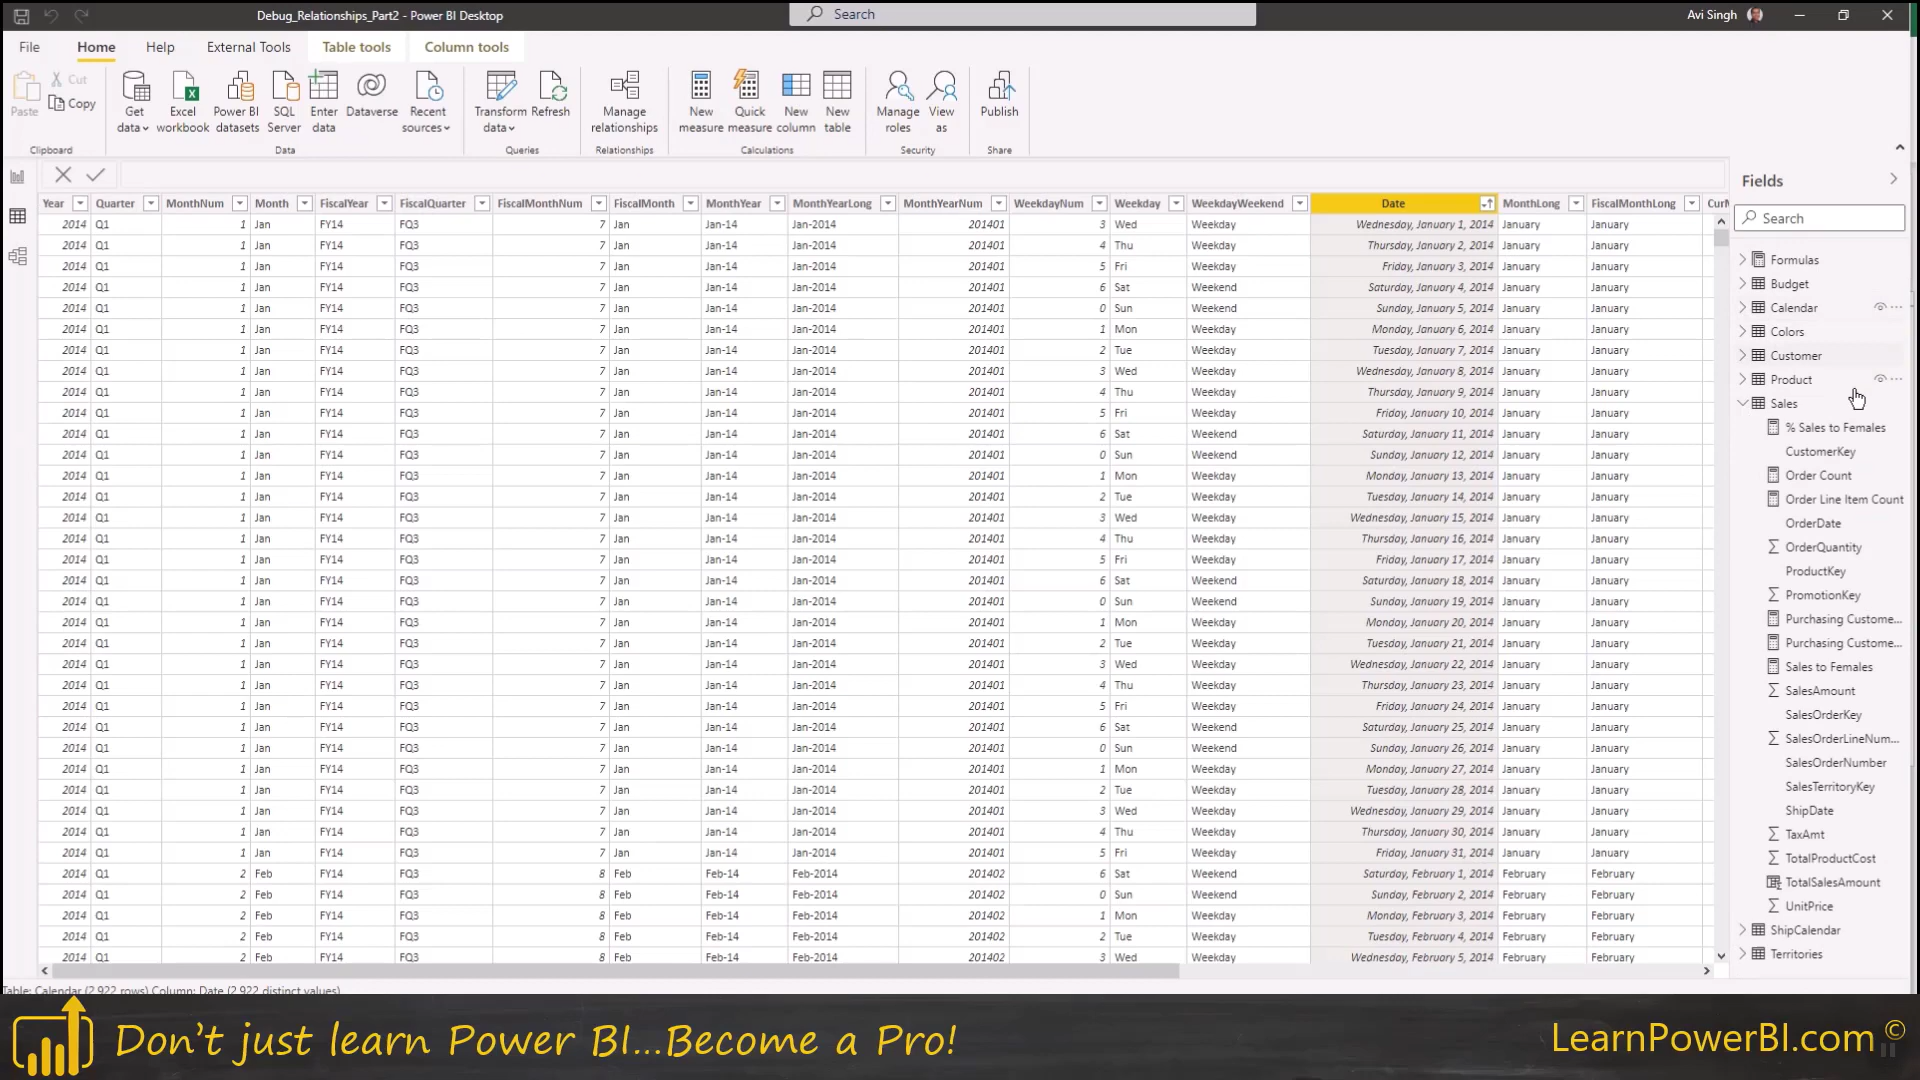 Debug_Relationships_Part2 - Power BI Desktop
Search
Avi Singh
File Home Help External Tools Table tools Column tools
Paste
Cut
Copy
Clipboard
Get data
Excel workbook
Power BI datasets
SQL Server
Enter data
Dataverse
Recent sources
Data
Transform data
Refresh
Queries
Manage relationships
Relationships
New measure
Quick measure
New column
New table
Calculations
Manage roles
View as
Security
Publish
Share
Year Quarter MonthNum Month FiscalYear FiscalQuarter FiscalMonthNum FiscalMonth MonthYear MonthYearLong MonthYearNum WeekdayNum Weekday WeekdayWeekend Date MonthLong FiscalMonthLong CurM
2014 Q1 1 Jan FY14 FQ3 7 Jan Jan-14 Jan-2014 201401 3 Wed Weekday Wednesday, January 1, 2014 January January
2014 Q1 1 Jan FY14 FQ3 7 Jan Jan-14 Jan-2014 201401 4 Thu Weekday Thursday, January 2, 2014 January January
2014 Q1 1 Jan FY14 FQ3 7 Jan Jan-14 Jan-2014 201401 5 Fri Weekday Friday, January 3, 2014 January January
2014 Q1 1 Jan FY14 FQ3 7 Jan Jan-14 Jan-2014 201401 6 Sat Weekend Saturday, January 4, 2014 January January
2014 Q1 1 Jan FY14 FQ3 7 Jan Jan-14 Jan-2014 201401 0 Sun Weekend Sunday, January 5, 2014 January January
2014 Q1 1 Jan FY14 FQ3 7 Jan Jan-14 Jan-2014 201401 1 Mon Weekday Monday, January 6, 2014 January January
2014 Q1 1 Jan FY14 FQ3 7 Jan Jan-14 Jan-2014 201401 2 Tue Weekday Tuesday, January 7, 2014 January January
2014 Q1 1 Jan FY14 FQ3 7 Jan Jan-14 Jan-2014 201401 3 Wed Weekday Wednesday, January 8, 2014 January January
2014 Q1 1 Jan FY14 FQ3 7 Jan Jan-14 Jan-2014 201401 4 Thu Weekday Thursday, January 9, 2014 January January
2014 Q1 1 Jan FY14 FQ3 7 Jan Jan-14 Jan-2014 201401 5 Fri Weekday Friday, January 10, 2014 January January
2014 Q1 1 Jan FY14 FQ3 7 Jan Jan-14 Jan-2014 201401 6 Sat Weekend Saturday, January 11, 2014 January January
2014 Q1 1 Jan FY14 FQ3 7 Jan Jan-14 Jan-2014 201401 0 Sun Weekend Sunday, January 12, 2014 January January
2014 Q1 1 Jan FY14 FQ3 7 Jan Jan-14 Jan-2014 201401 1 Mon Weekday Monday, January 13, 2014 January January
2014 Q1 1 Jan FY14 FQ3 7 Jan Jan-14 Jan-2014 201401 2 Tue Weekday Tuesday, January 14, 2014 January January
2014 Q1 1 Jan FY14 FQ3 7 Jan Jan-14 Jan-2014 201401 3 Wed Weekday Wednesday, January 15, 2014 January January
2014 Q1 1 Jan FY14 FQ3 7 Jan Jan-14 Jan-2014 201401 4 Thu Weekday Thursday, January 16, 2014 January January
2014 Q1 1 Jan FY14 FQ3 7 Jan Jan-14 Jan-2014 201401 5 Fri Weekday Friday, January 17, 2014 January January
2014 Q1 1 Jan FY14 FQ3 7 Jan Jan-14 Jan-2014 201401 6 Sat Weekend Saturday, January 18, 2014 January January
2014 Q1 1 Jan FY14 FQ3 7 Jan Jan-14 Jan-2014 201401 0 Sun Weekend Sunday, January 19, 2014 January January
2014 Q1 1 Jan FY14 FQ3 7 Jan Jan-14 Jan-2014 201401 1 Mon Weekday Monday, January 20, 2014 January January
2014 Q1 1 Jan FY14 FQ3 7 Jan Jan-14 Jan-2014 201401 2 Tue Weekday Tuesday, January 21, 2014 January January
2014 Q1 1 Jan FY14 FQ3 7 Jan Jan-14 Jan-2014 201401 3 Wed Weekday Wednesday, January 22, 2014 January January
2014 Q1 1 Jan FY14 FQ3 7 Jan Jan-14 Jan-2014 201401 4 Thu Weekday Thursday, January 23, 2014 January January
2014 Q1 1 Jan FY14 FQ3 7 Jan Jan-14 Jan-2014 201401 5 Fri Weekday Friday, January 24, 2014 January January
2014 Q1 1 Jan FY14 FQ3 7 Jan Jan-14 Jan-2014 201401 6 Sat Weekend Saturday, January 25, 2014 January January
2014 Q1 1 Jan FY14 FQ3 7 Jan Jan-14 Jan-2014 201401 0 Sun Weekend Sunday, January 26, 2014 January January
2014 Q1 1 Jan FY14 FQ3 7 Jan Jan-14 Jan-2014 201401 1 Mon Weekday Monday, January 27, 2014 January January
2014 Q1 1 Jan FY14 FQ3 7 Jan Jan-14 Jan-2014 201401 2 Tue Weekday Tuesday, January 28, 2014 January January
2014 Q1 1 Jan FY14 FQ3 7 Jan Jan-14 Jan-2014 201401 3 Wed Weekday Wednesday, January 29, 2014 January January
2014 Q1 1 Jan FY14 FQ3 7 Jan Jan-14 Jan-2014 201401 4 Thu Weekday Thursday, January 30, 2014 January January
2014 Q1 1 Jan FY14 FQ3 7 Jan Jan-14 Jan-2014 201401 5 Fri Weekday Friday, January 31, 2014 January January
2014 Q1 2 Feb FY14 FQ3 8 Feb Feb-14 Feb-2014 201402 6 Sat Weekend Saturday, February 1, 2014 February February
2014 Q1 2 Feb FY14 FQ3 8 Feb Feb-14 Feb-2014 201402 0 Sun Weekend Sunday, February 2, 2014 February February
2014 Q1 2 Feb FY14 FQ3 8 Feb Feb-14 Feb-2014 201402 1 Mon Weekday Monday, February 3, 2014 February February
2014 Q1 2 Feb FY14 FQ3 8 Feb Feb-14 Feb-2014 201402 2 Tue Weekday Tuesday, February 4, 2014 February February
2014 Q1 2 Feb FY14 FQ3 8 Feb Feb-14 Feb-2014 201402 3 Wed Weekday Wednesday, February 5, 2014 February February
Table: Calendar (2,922 rows) Column: Date (2,922 distinct values)
Fields
Search
Formulas
Budget
Calendar
Colors
Customer
Product
Sales
% Sales to Females
CustomerKey
Order Count
Order Line Item Count
OrderDate
OrderQuantity
ProductKey
PromotionKey
Purchasing Custome...
Purchasing Custome...
Sales to Females
SalesAmount
SalesOrderKey
SalesOrderLineNum...
SalesOrderNumber
SalesTerritoryKey
ShipDate
TaxAmt
TotalProductCost
TotalSalesAmount
UnitPrice
ShipCalendar
Territories
Don't just learn Power BI...Become a Pro!
LearnPowerBI.com ©